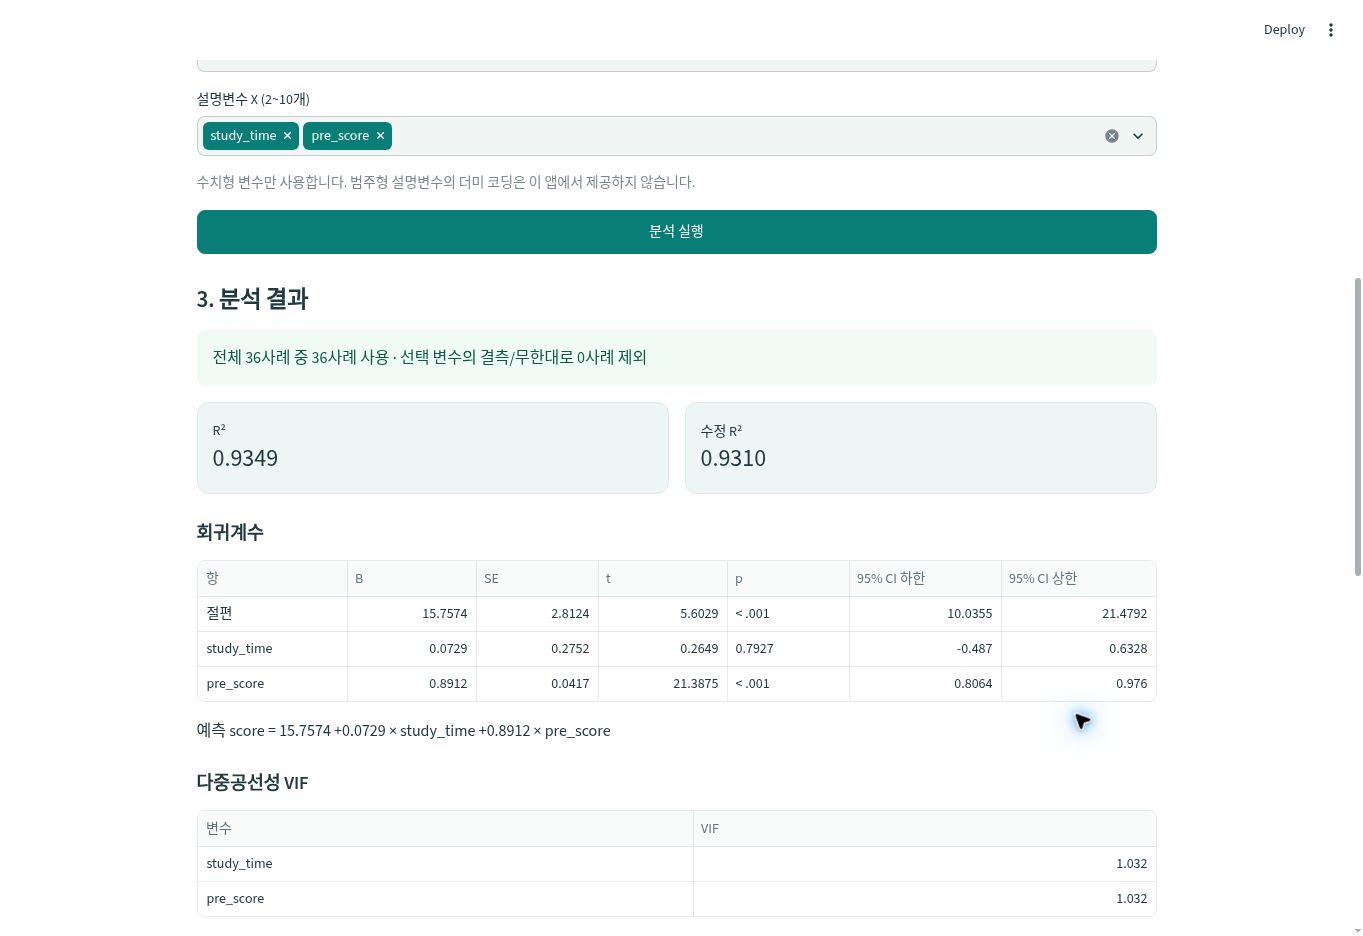 Deploy
설명변수 X (2~10개)
study_time × pre_score ×
수치형 변수만 사용합니다. 범주형 설명변수의 더미 코딩은 이 앱에서 제공하지 않습니다.
분석 실행
3. 분석 결과
전체 36사례 중 36사례 사용 · 선택 변수의 결측/무한대로 0사례 제외
R² 수정 R²
0.9349 0.9310
회귀계수
항 B SE t p 95% CI 하한 95% CI 상한
절편 15.7574 2.8124 5.6029 < .001 10.0355 21.4792
study_time 0.0729 0.2752 0.2649 0.7927 -0.487 0.6328
pre_score 0.8912 0.0417 21.3875 < .001 0.8064 0.976
예측 score = 15.7574 +0.0729 × study_time +0.8912 × pre_score
다중공선성 VIF
변수 VIF
study_time 1.032
pre_score 1.032